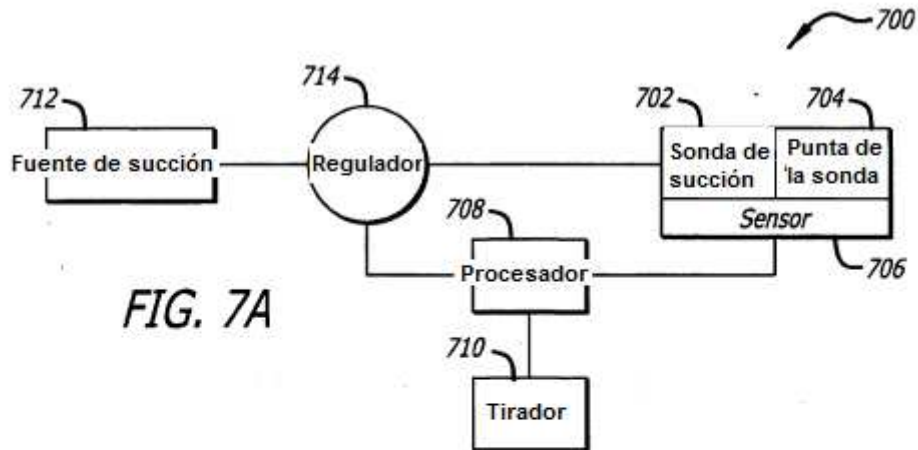 700
714
712
702
704
Fuente de succión
Regulador
Sonda de
succión
Punta de
la sonda
Sensor
708
706
Procesador
FIG. 7A
710
Tirador